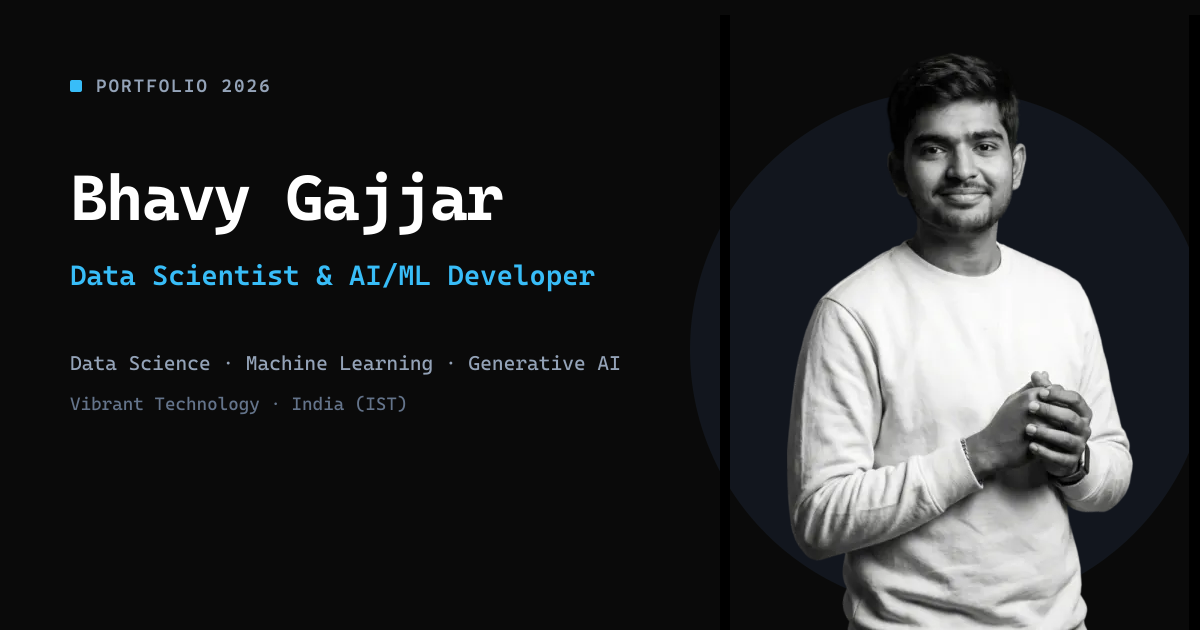 PORTFOLIO 2026
Bhavy Gajjar
Data Scientist & AI/ML Developer
Data Science · Machine Learning · Generative AI
Vibrant Technology · India (IST)